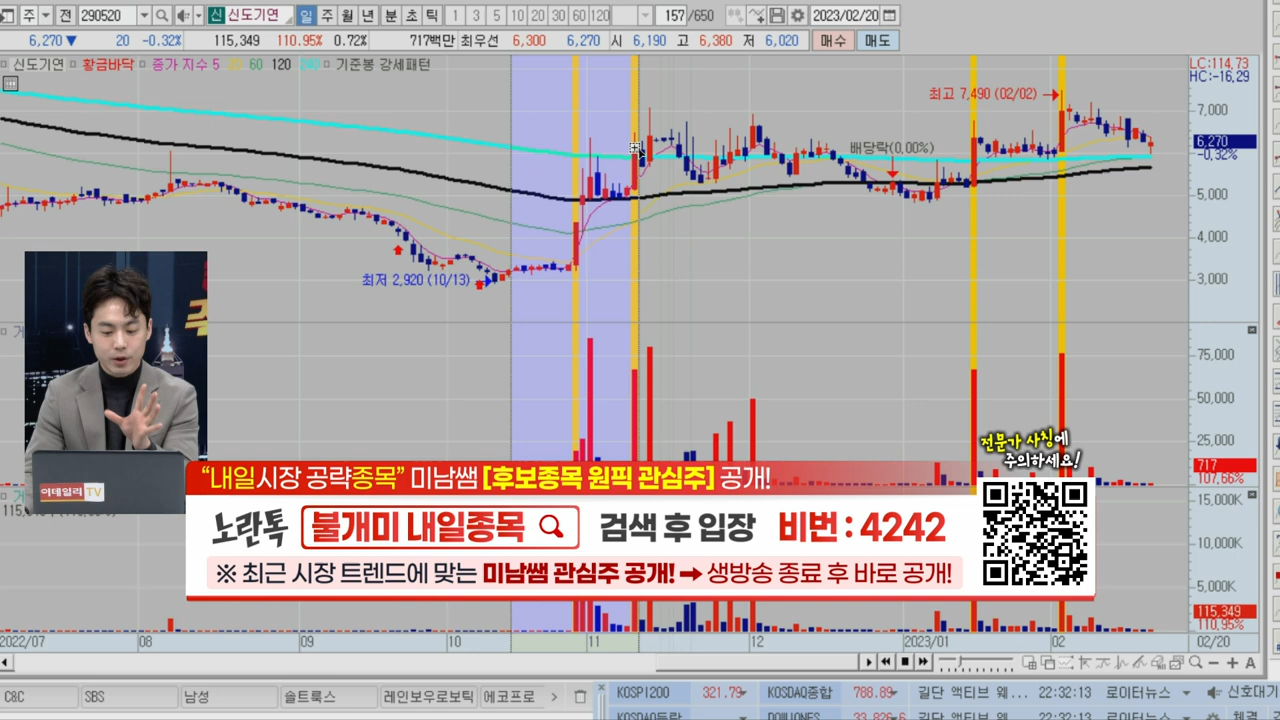 주 전 290520 신 신도기연 일 주 월 년 분 초 틱 1 3 5 10 20 30 60 120 157 /650 2023/02/20
6,270▼ 20 -0.32% 115,349 110.95% 0.72% 717백만 최우선 6,300 6,270 시 6,190 고 6,380 저 6,020 매수 매도
신도기연 황금바닥 종가 지수 5 60 120 기준봉 강세패턴
LC:114.73
HC:-16.29
최고 7,490 (02/02)
7,000
6,270
-0.32%
배당락(0.00%)
5,000
4,000
최저 2,920 (10/13)
3,000
75,000
50,000
25,000
717
107.66%
15,000K
10,000K
5,000K
115,349
110.95%
이데일리 TV
전문가 사칭에
주의하세요!
“내일시장 공략종목” 미남쌤 [후보종목 원픽 관심주] 공개!
노란톡 불개미 내일종목 검색 후 입장 비번 : 4242
※ 최근 시장 트렌드에 맞는 미남쌤 관심주 공개! ➡ 생방송 종료 후 바로 공개!
2022/07 08 09 10 11 12 2023/01 02 02/20
C&C SBS 남성 솔트룩스 레인보우로보틱 에코프로 KOSPI200 321.79 KOSDAQ종합 788.89 길단 액티브 웨... 22:32:13 로이터뉴스 신호대기